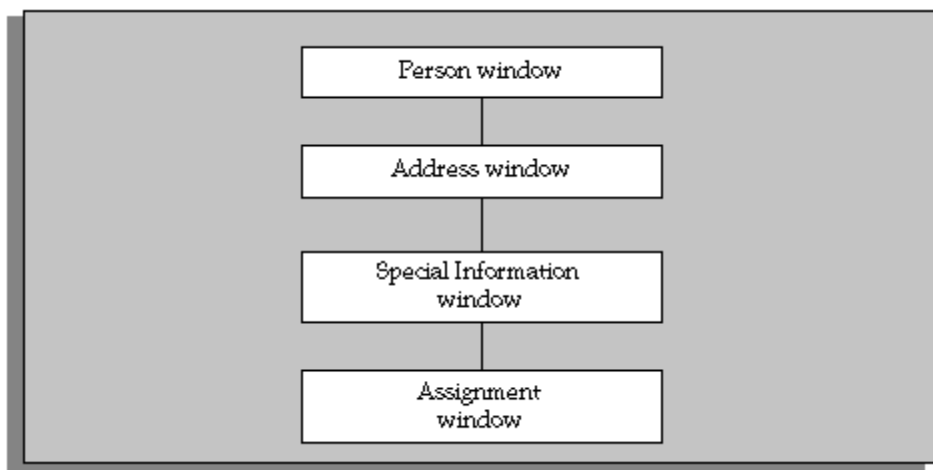 Person window
Address window
Special Information
window
Assignment
window